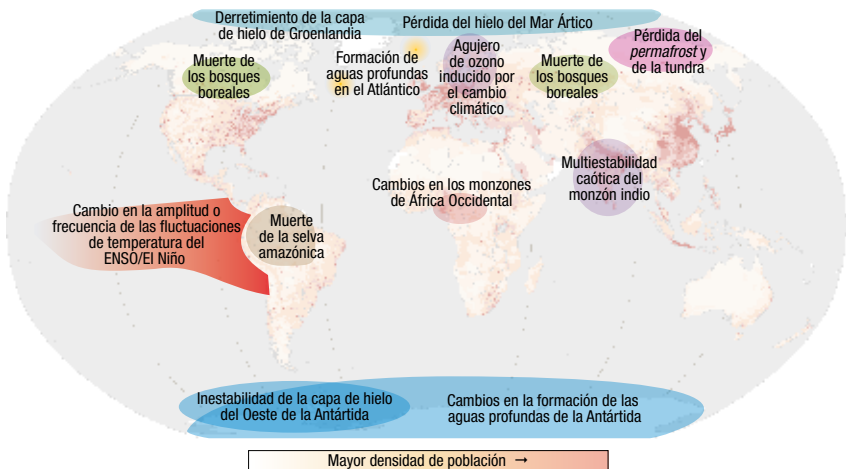 Derretimiento de la capa
de hielo de Groenlandia
Pérdida del hielo del Mar Ártico
Muerte de
los bosques
boreales
Formación de
aguas profundas
en el Atlántico
Agujero
de ozono
inducido por
el cambio
climático
Muerte de
los bosques
boreales
Pérdida del
permafrost y
de la tundra
Multiestabilidad
caótica del
monzón indio
Cambios en los monzones
de África Occidental
Cambio en la amplitud o
frecuencia de las fluctuaciones
de temperatura del
ENSO/El Niño
Muerte
de la selva
amazónica
Inestabilidad de la capa de hielo
del Oeste de la Antártida
Cambios en la formación de las
aguas profundas de la Antártida
Mayor densidad de población →